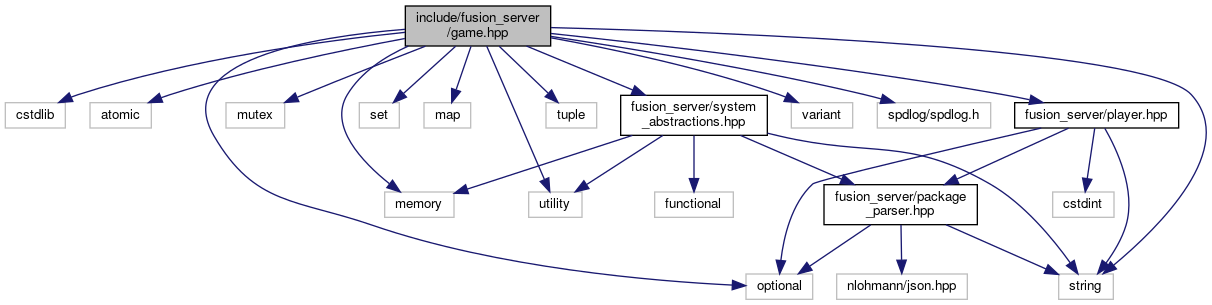 include/fusion_server
/game.hpp
cstdlib
atomic
mutex
set
map
tuple
fusion_server/system
_abstractions.hpp
variant
spdlog/spdlog.h
fusion_server/player.hpp
memory
utility
functional
fusion_server/package
_parser.hpp
cstdint
optional
nlohmann/json.hpp
string